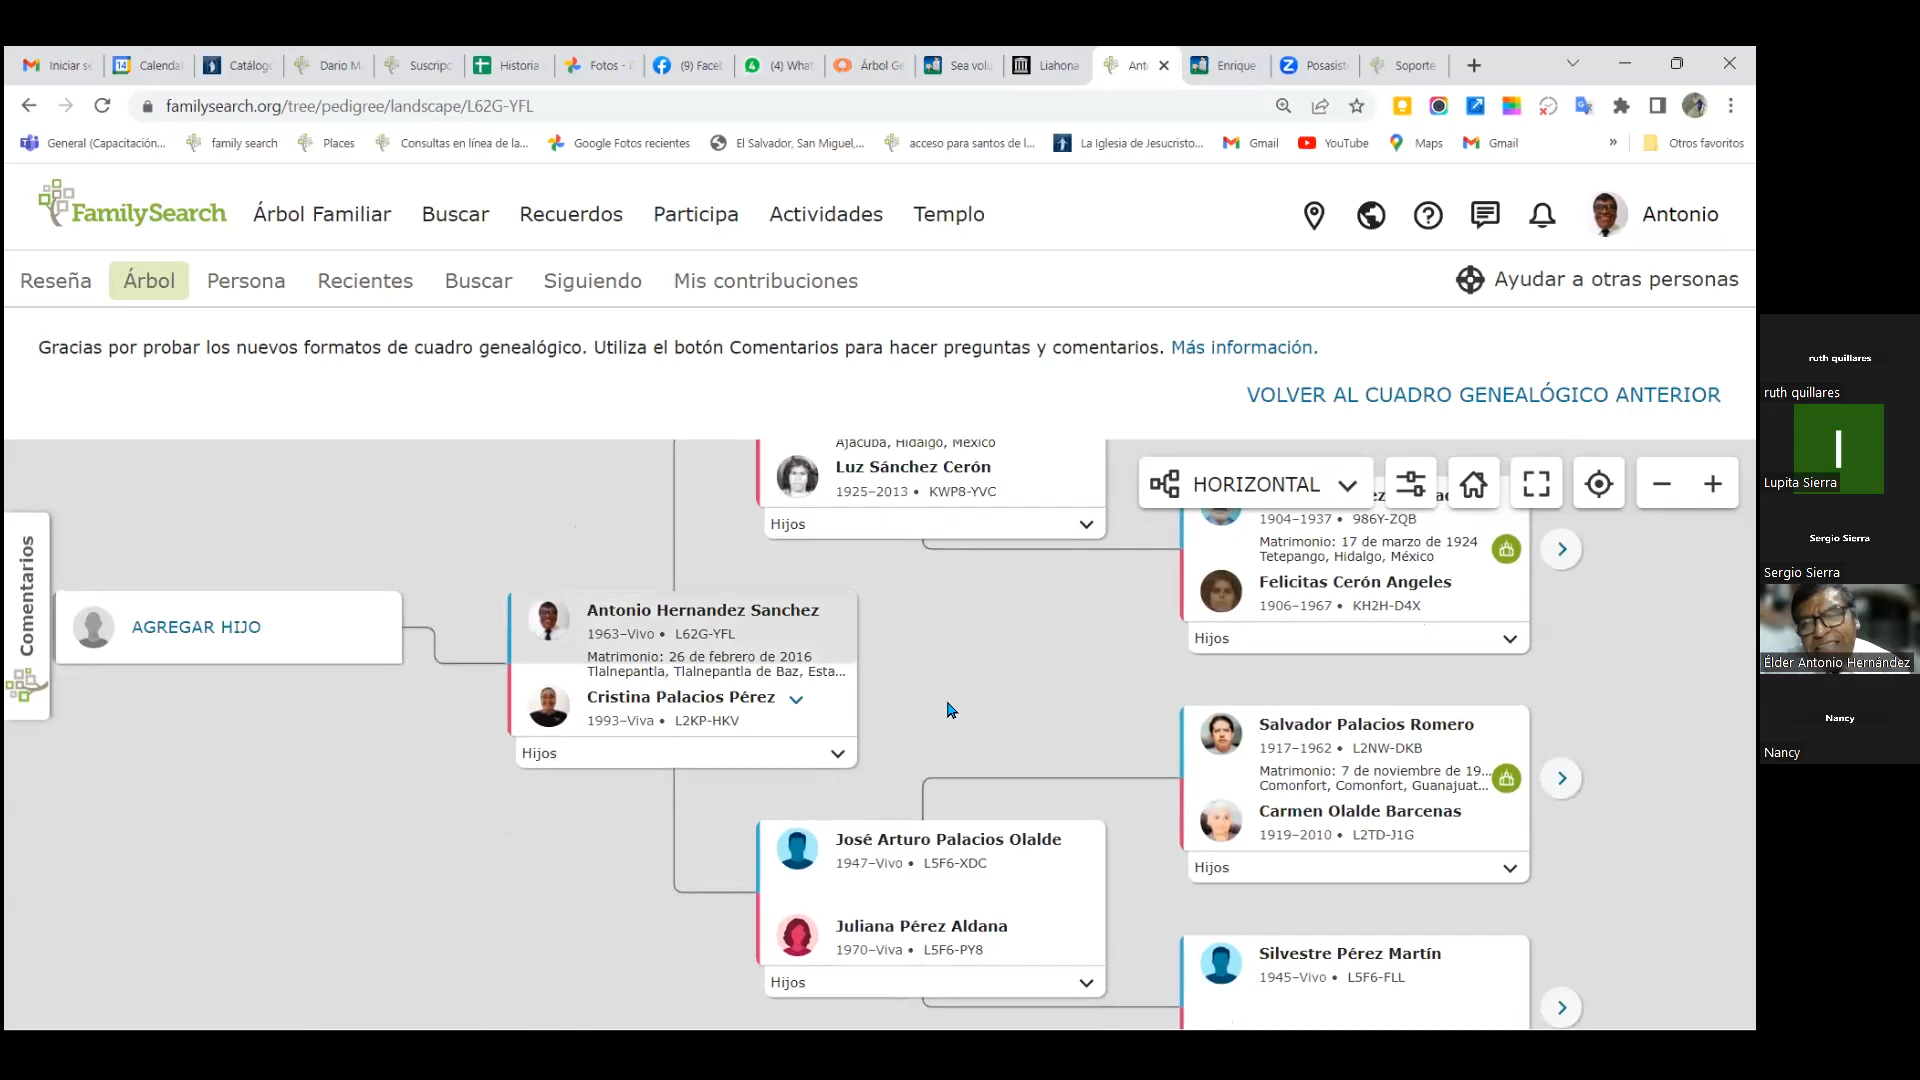 Iniciar se
Calenda
Catálog
Dario M
Suscripc
Historia
Fotos -
(9) Faceb
(4) What
Árbol Ge
Sea volu
Liahona
Ant
Enrique
Posasist
Soporte
familysearch.org/tree/pedigree/landscape/L62G-YFL
General (Capacitación...
family search
Places
Consultas en línea de la...
Google Fotos recientes
El Salvador, San Miguel,...
acceso para santos de l...
La Iglesia de Jesucristo...
Gmail
YouTube
Maps
Gmail
»
Otros favoritos
FamilySearch
Árbol Familiar
Buscar
Recuerdos
Participa
Actividades
Templo
Antonio
Reseña
Árbol
Persona
Recientes
Buscar
Siguiendo
Mis contribuciones
Ayudar a otras personas
Gracias por probar los nuevos formatos de cuadro genealógico. Utiliza el botón Comentarios para hacer preguntas y comentarios. Más información.
VOLVER AL CUADRO GENEALÓGICO ANTERIOR
Comentarios
AGREGAR HIJO
Antonio Hernandez Sanchez
1963–Vivo • L62G-YFL
Matrimonio: 26 de febrero de 2016
Tlalnepantla, Tlalnepantla de Baz, Esta...
Cristina Palacios Pérez
1993–Viva • L2KP-HKV
Hijos
Ajacuba, Hidalgo, México
Luz Sánchez Cerón
1925–2013 • KWP8-YVC
Hijos
José Arturo Palacios Olalde
1947–Vivo • L5F6-XDC
Juliana Pérez Aldana
1970–Viva • L5F6-PY8
Hijos
HORIZONTAL
1904–1937 • 986Y-ZQB
Matrimonio: 17 de marzo de 1924
Tetepango, Hidalgo, México
Felicitas Cerón Angeles
1906–1967 • KH2H-D4X
Hijos
Salvador Palacios Romero
1917–1962 • L2NW-DKB
Matrimonio: 7 de noviembre de 19...
Comonfort, Comonfort, Guanajuat...
Carmen Olalde Barcenas
1919–2010 • L2TD-J1G
Hijos
Silvestre Pérez Martín
1945–Vivo • L5F6-FLL
ruth quillares
ruth quillares
I
Lupita Sierra
Sergio Sierra
Sergio Sierra
Élder Antonio Hernández
Nancy
Nancy